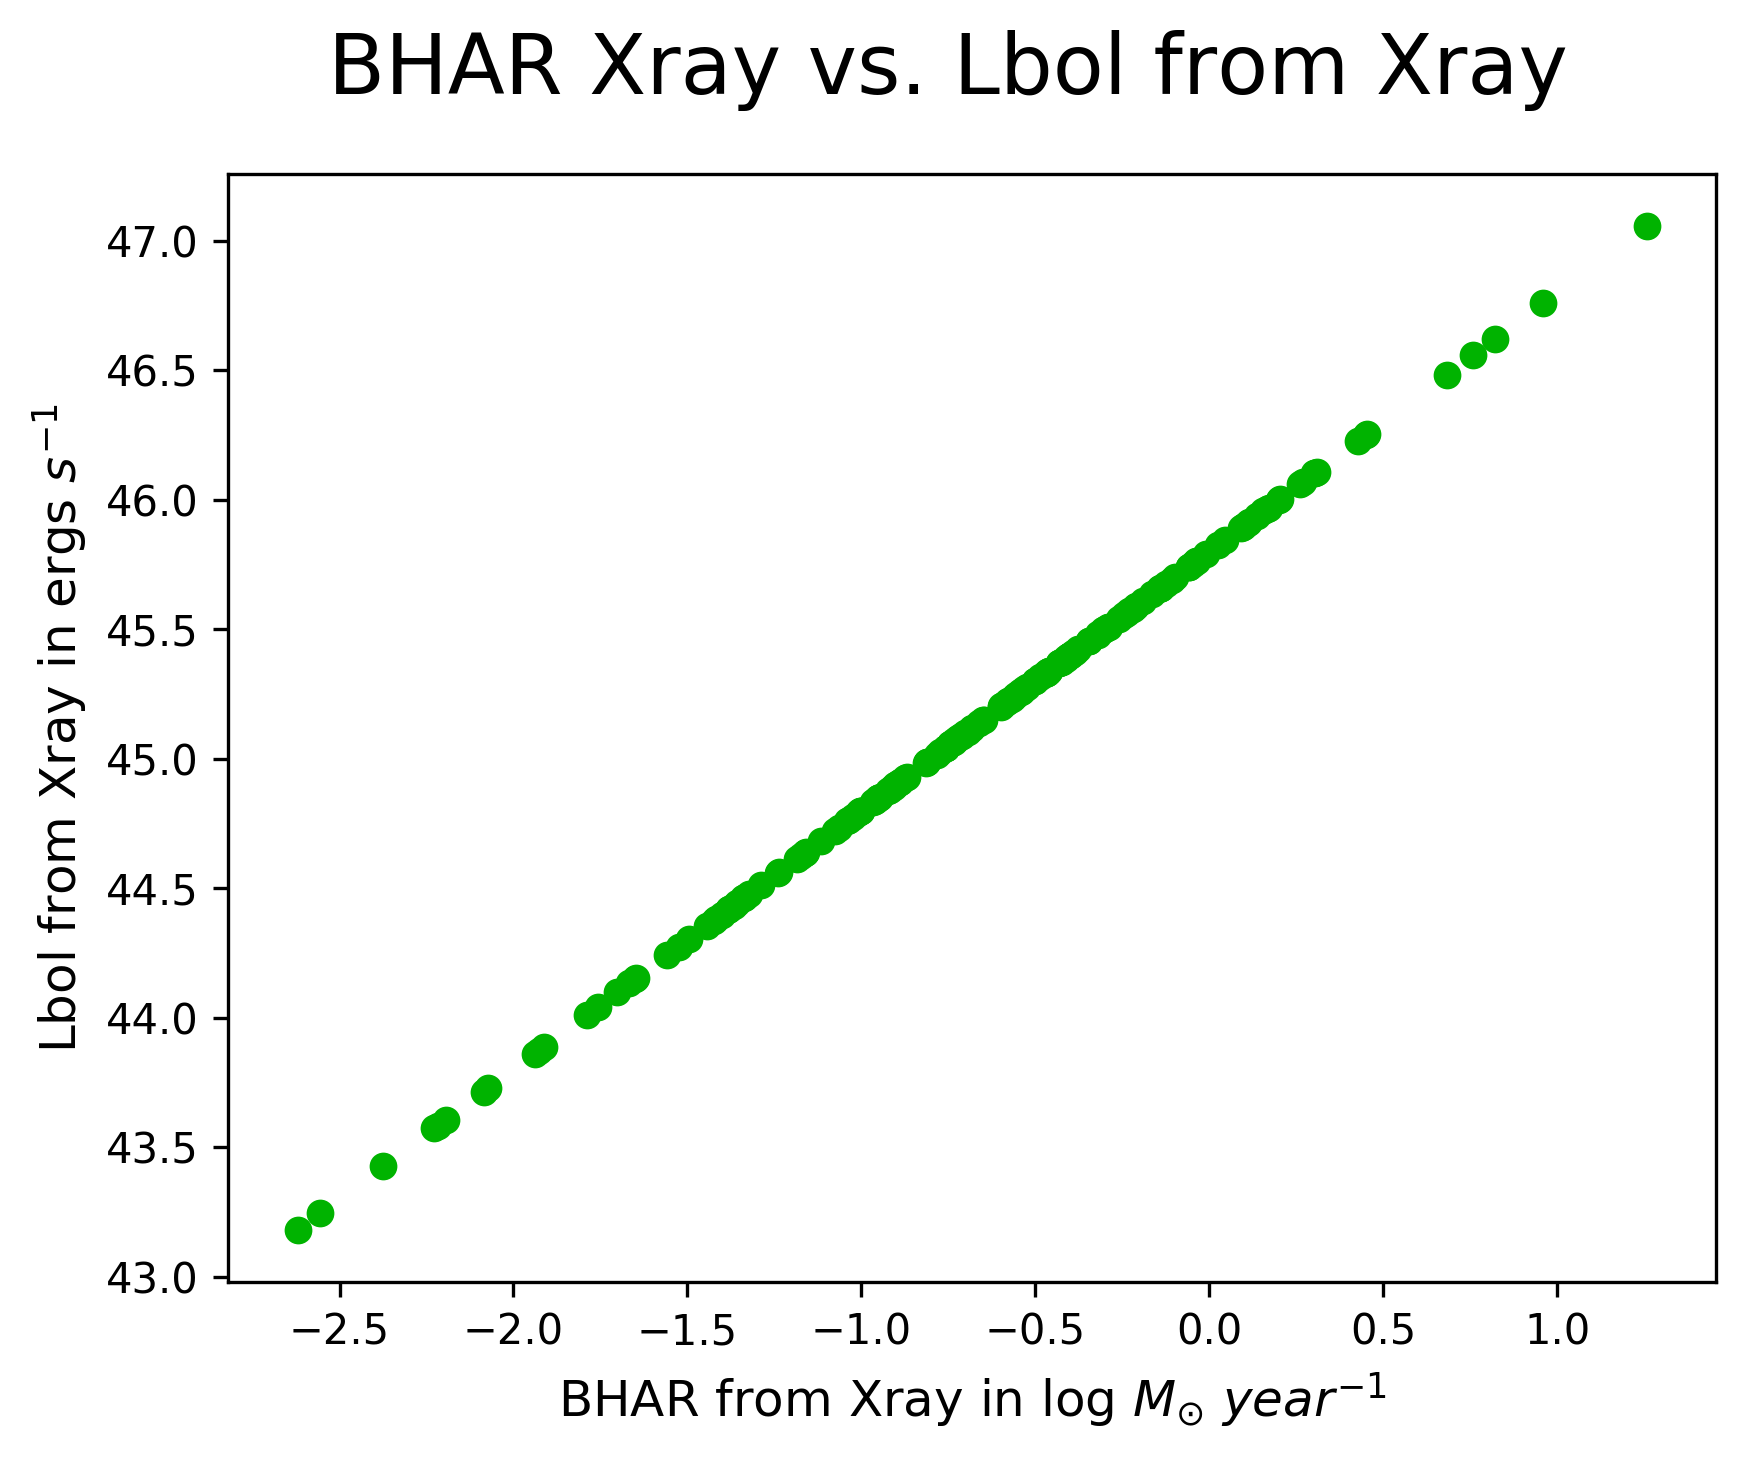 BHAR Xray vs. Lbol from Xray
Lbol from Xray in ergs s⁻¹
47.0
46.5
46.0
45.5
45.0
44.5
44.0
43.5
43.0
−2.5 −2.0 −1.5 −1.0 −0.5 0.0 0.5 1.0
BHAR from Xray in log M⊙ year⁻¹